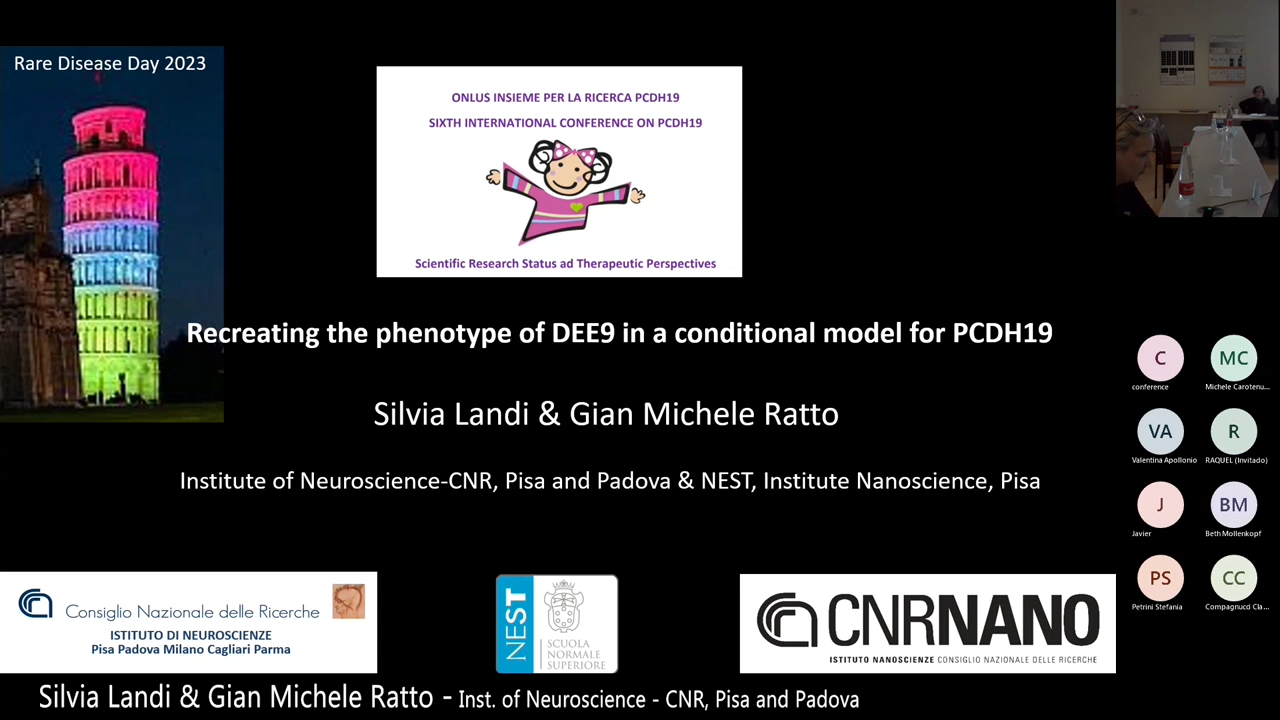 Rare Disease Day 2023
ONLUS INSIEME PER LA RICERCA PCDH19
SIXTH INTERNATIONAL CONFERENCE ON PCDH19
Scientific Research Status ad Therapeutic Perspectives
Recreating the phenotype of DEE9 in a conditional model for PCDH19
Silvia Landi & Gian Michele Ratto
Institute of Neuroscience-CNR, Pisa and Padova & NEST, Institute Nanoscience, Pisa
Consiglio Nazionale delle Ricerche
ISTITUTO DI NEUROSCIENZE
Pisa Padova Milano Cagliari Parma
NEST
SCUOLA
NORMALE
SUPERIORE
CNRNANO
ISTITUTO NANOSCIENZE CONSIGLIO NAZIONALE DELLE RICERCHE
C
conference
MC
Michele Carotenu...
VA
Valentina Apollonio
R
RAQUEL (Invitado)
J
Javier
BM
Beth Mollenkopf
PS
Petrini Stefania
CC
Compagnucci Cla...
Silvia Landi & Gian Michele Ratto - Inst. of Neuroscience - CNR, Pisa and Padova